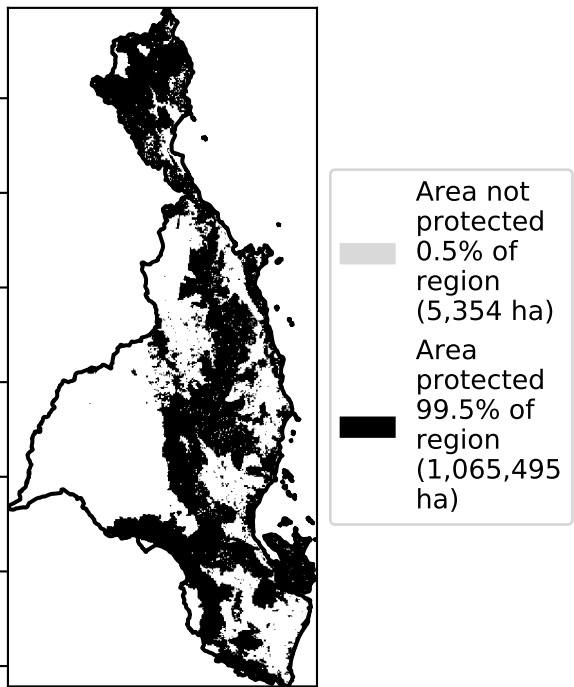 Area not
protected
0.5% of
region
(5,354 ha)
Area
protected
99.5% of
region
(1,065,495
ha)